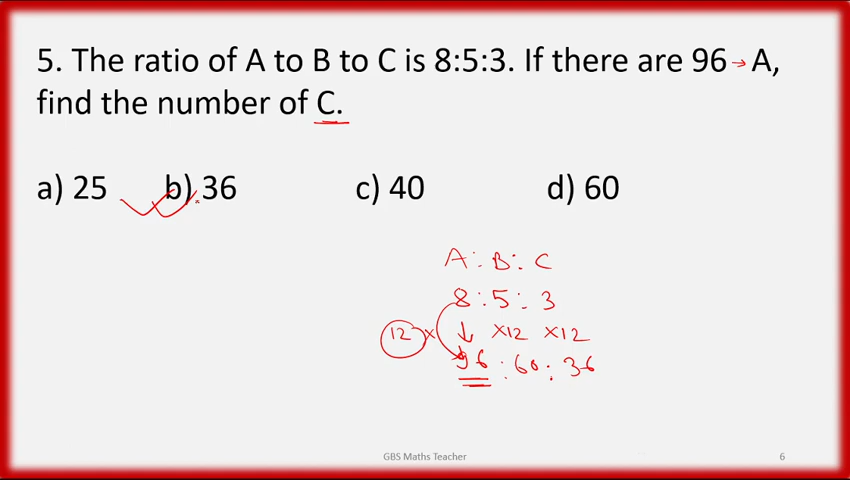 5. The ratio of A to B to C is 8:5:3. If there are 96 → A,
find the number of C.
a) 25 b) 36 c) 40 d) 60
A : B : C
8 : 5 : 3
12 × ↓ ×12 ×12
96 : 60 : 36
GBS Maths Teacher 6